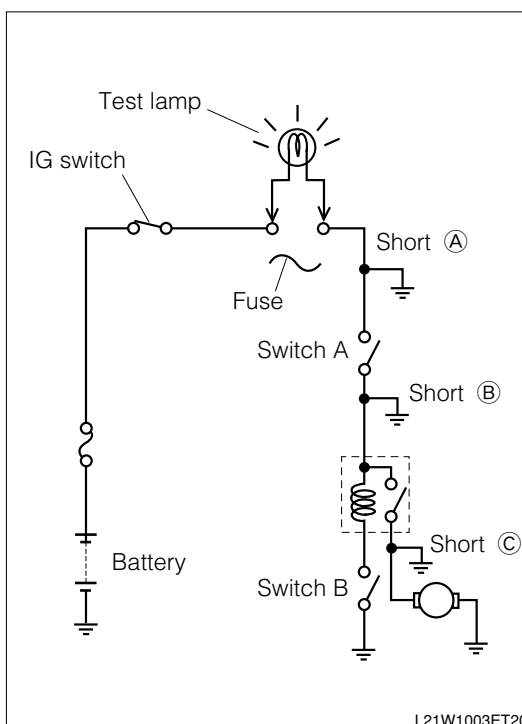 Test lamp
IG switch
Short Ⓐ
Fuse
Switch A
Short Ⓑ
Short Ⓒ
Battery
Switch B